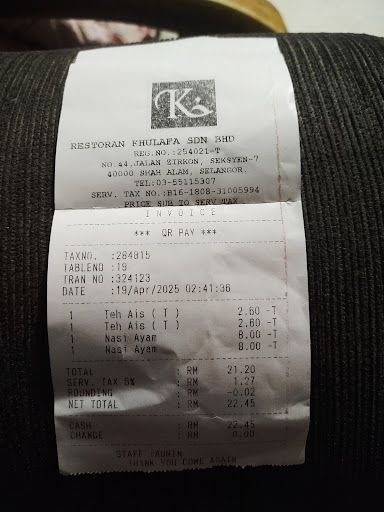 K
RESTORAN KHULAFA SDN BHD
REG.NO.:254021-T
NO 44,JALAN ZIRKON, SEKSYEN-7
40000 SHAH ALAM, SELANGOR.
TEL:03-55115307
SERV. TAX NO.:B16-1808-31005994
PRICE SUB TO SERV TAX
INVOICE
*** QR PAY ***
TAXNO. :284815
TABLENO :19
TRAN NO :324123
DATE :19/Apr/2025 02:41:36
1 Teh Ais ( T ) 2.60 -T
1 Teh Ais ( T ) 2.60 -T
1 Nasi Ayam 8.00 -T
1 Nasi Ayam 8.00 -T
TOTAL : RM 21.20
SERV. TAX 6% : RM 1.27
ROUNDING : RM -0.02
NET TOTAL : RM 22.45
CASH : RM 22.45
CHANGE : RM 0.00
STAFF :ADMIN
THANK YOU COME AGAIN